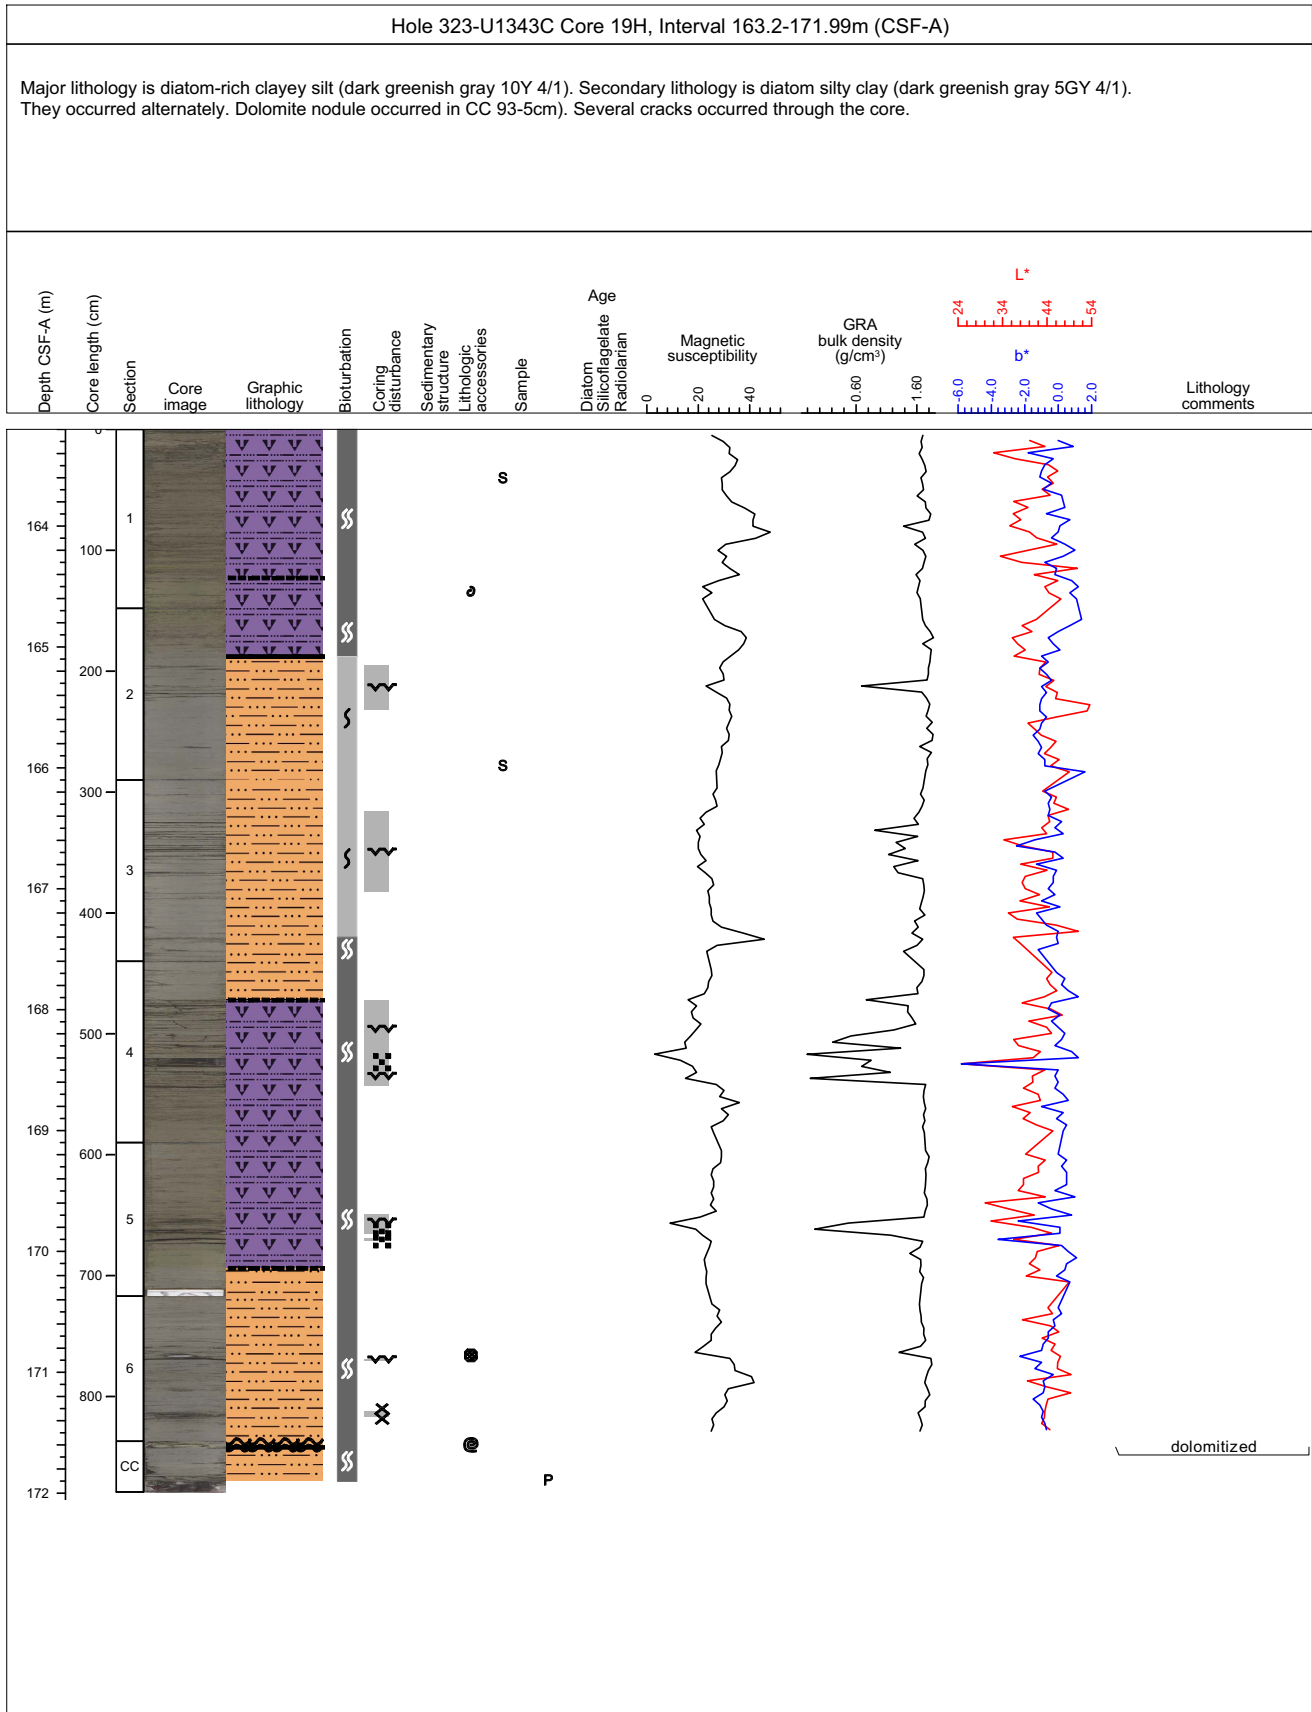 Hole 323-U1343C Core 19H, Interval 163.2-171.99m (CSF-A)
Major lithology is diatom-rich clayey silt (dark greenish gray 10Y 4/1). Secondary lithology is diatom silty clay (dark greenish gray 5GY 4/1).
They occurred alternately. Dolomite nodule occurred in CC 93-5cm). Several cracks occurred through the core.
Depth CSF-A (m)
Core length (cm)
Section
Core
image
Graphic
lithology
Bioturbation
Coring
disturbance
Sedimentary
structure
Lithologic
accessories
Sample
Age
Diatom
Silicoflagelate
Radiolarian
Magnetic
susceptibility
0
20
40
GRA
bulk density
(g/cm³)
0.60
1.60
L*
24
34
44
54
b*
-6.0
-4.0
-2.0
0.0
2.0
Lithology
comments
0
S
1
164
100
165
200
2
S
166
300
3
167
400
168
500
4
169
600
5
170
700
171
6
800
dolomitized
CC
P
172